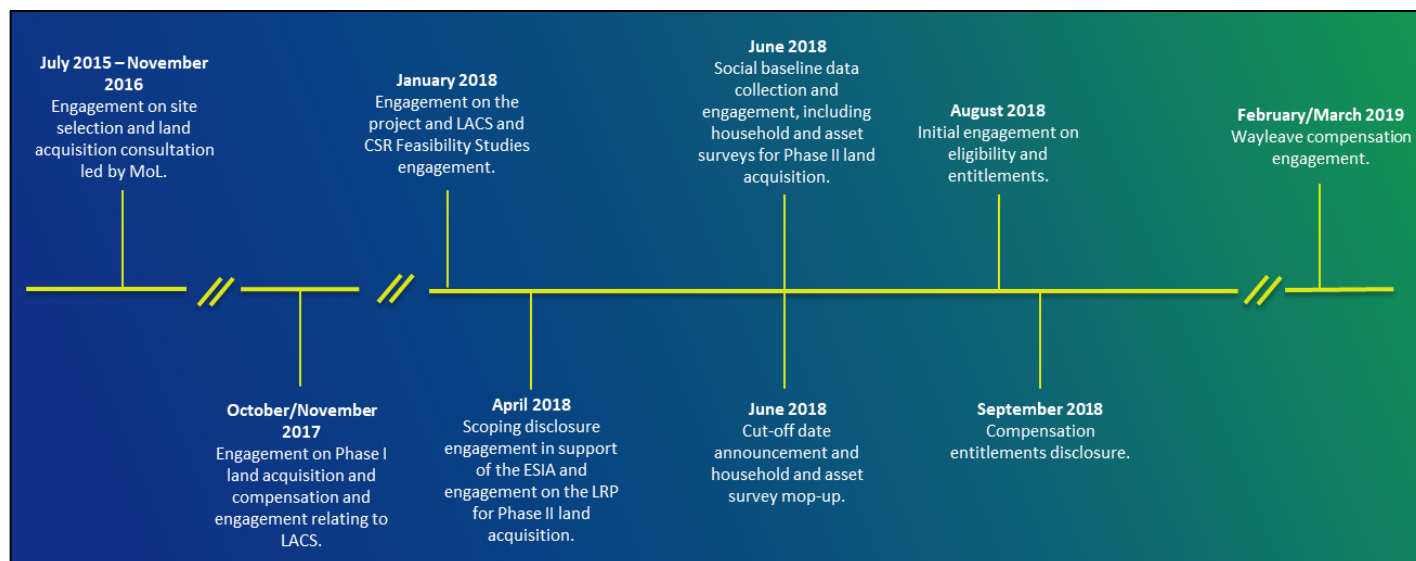 July 2015 – November
2016
Engagement on site
selection and land
acquisition consultation
led by MoL.
October/November
2017
Engagement on Phase I
land acquisition and
compensation and
engagement relating to
LACS.
January 2018
Engagement on the
project and LACS and
CSR Feasibility Studies
engagement.
April 2018
Scoping disclosure
engagement in support
of the ESIA and
engagement on the LRP
for Phase II land
acquisition.
June 2018
Social baseline data
collection and
engagement, including
household and asset
surveys for Phase II land
acquisition.
June 2018
Cut-off date
announcement and
household and asset
survey mop-up.
August 2018
Initial engagement on
eligibility and
entitlements.
September 2018
Compensation
entitlements disclosure.
February/March 2019
Wayleave compensation
engagement.